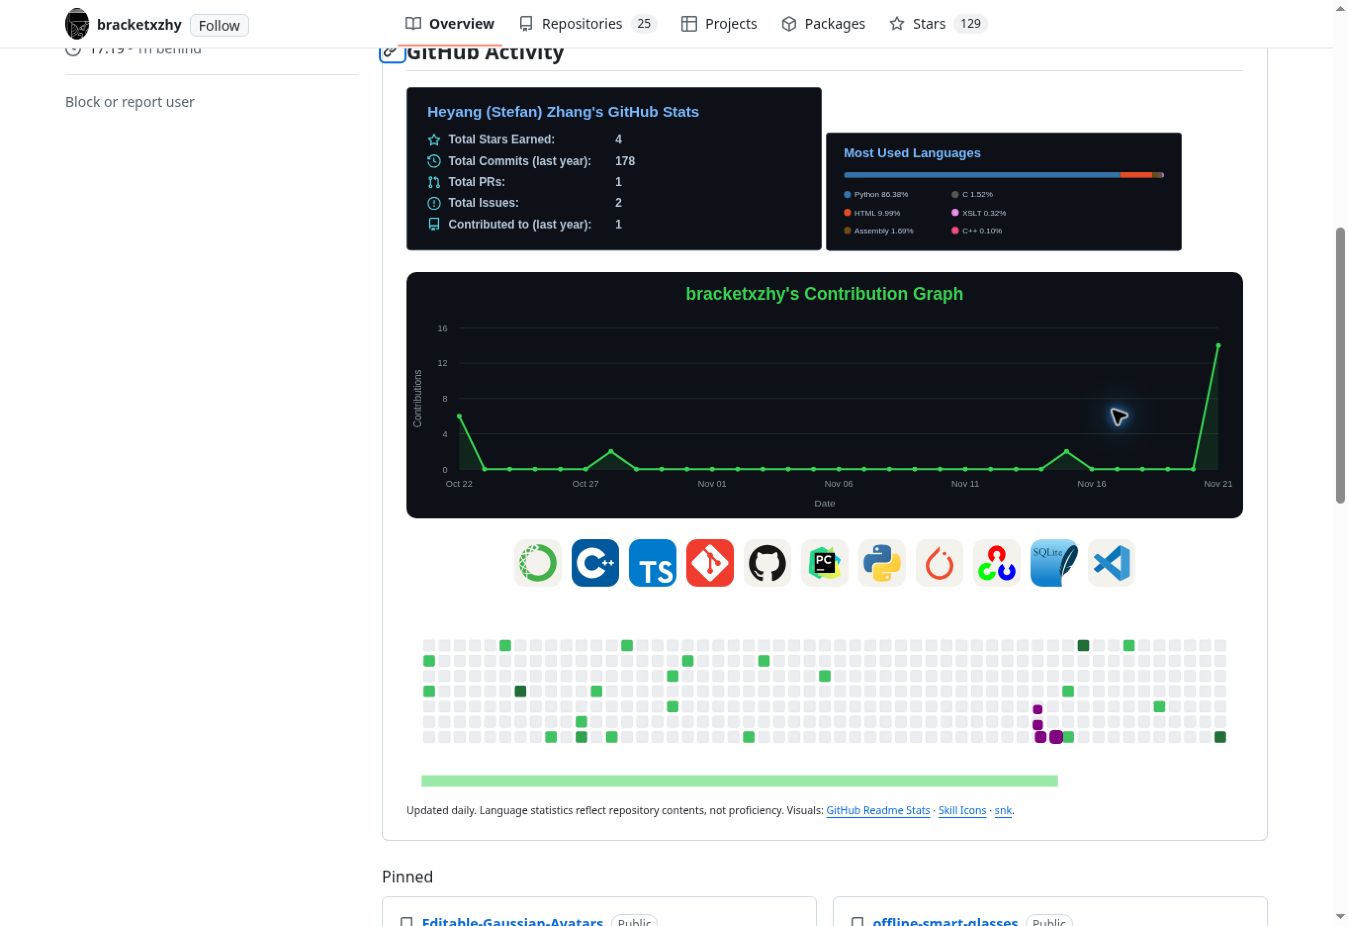 bracketxzhy Follow Overview Repositories 25 Projects Packages Stars 129
17:19 - 1m behind
GitHub Activity
Block or report user
Heyang (Stefan) Zhang's GitHub Stats
Total Stars Earned: 4
Total Commits (last year): 178
Total PRs: 1
Total Issues: 2
Contributed to (last year): 1
Most Used Languages
Python 86.38% C 1.52%
HTML 9.99% XSLT 0.32%
Assembly 1.69% C++ 0.10%
bracketxzhy's Contribution Graph
Contributions
16
12
8
4
0
Oct 22 Oct 27 Nov 01 Nov 06 Nov 11 Nov 16 Nov 21
Date
C++ TS PC SQLite
Updated daily. Language statistics reflect repository contents, not proficiency. Visuals: GitHub Readme Stats · Skill Icons · snk.
Pinned
Editable-Gaussian-Avatars Public offline-smart-glasses Public